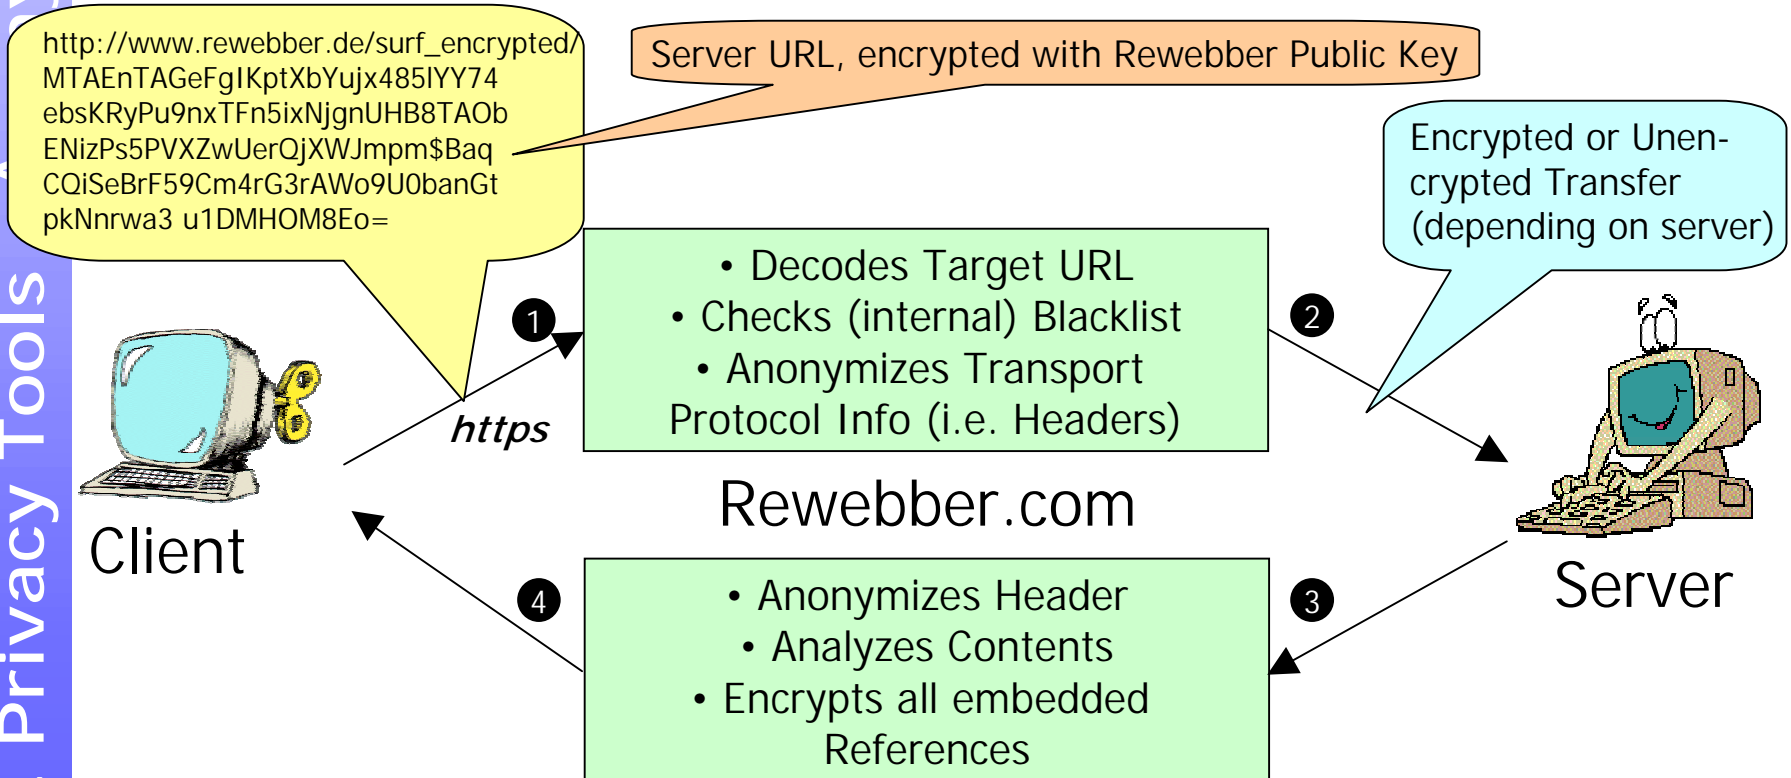 Privacy Tools
http://www.rewebber.de/surf_encrypted/
MTAEnTAGeFgIKptXbYujx485lYY74
ebsKRyPu9nxTFn5ixNjgnUHB8TAOb
ENizPs5PVXZwUerQjXWJmpm$Baq
CQiSeBrF59Cm4rG3rAWo9U0banGt
pkNnrwa3 u1DMHOM8Eo=
Server URL, encrypted with Rewebber Public Key
Encrypted or Unen-
crypted Transfer
(depending on server)
1
https
• Decodes Target URL
• Checks (internal) Blacklist
• Anonymizes Transport
Protocol Info (i.e. Headers)
2
Rewebber.com
Client
Server
4
• Anonymizes Header
• Analyzes Contents
• Encrypts all embedded
References
3